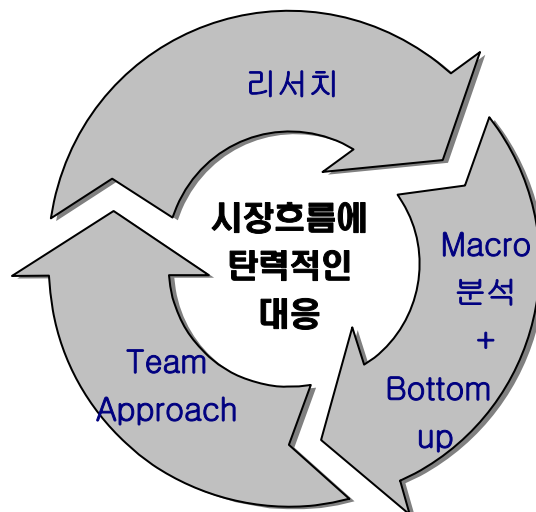 리서치
시장흐름에
탄력적인
대응
Macro
분석
+
Bottom
up
Team
Approach